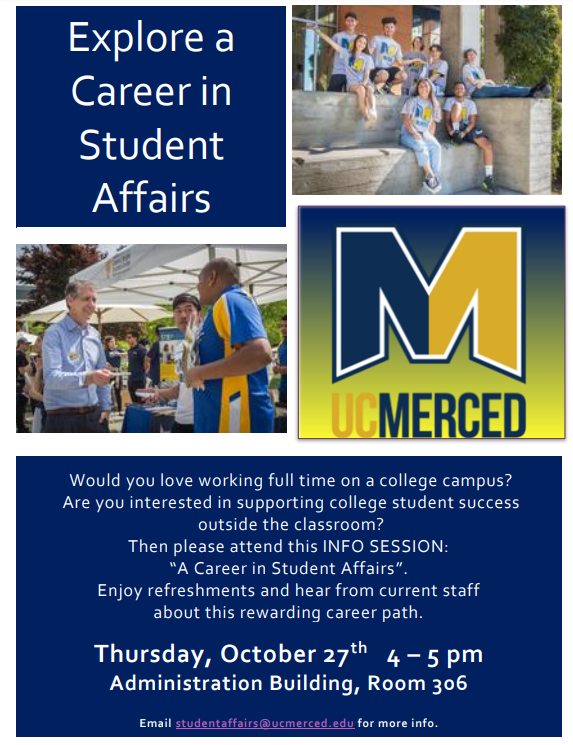 Explore a
Career in
Student
Affairs
M
UCMERCED
Would you love working full time on a college campus?
Are you interested in supporting college student success
outside the classroom?
Then please attend this INFO SESSION:
“A Career in Student Affairs”.
Enjoy refreshments and hear from current staff
about this rewarding career path.
Thursday, October 27th 4 – 5 pm
Administration Building, Room 306
Email studentaffairs@ucmerced.edu for more info.